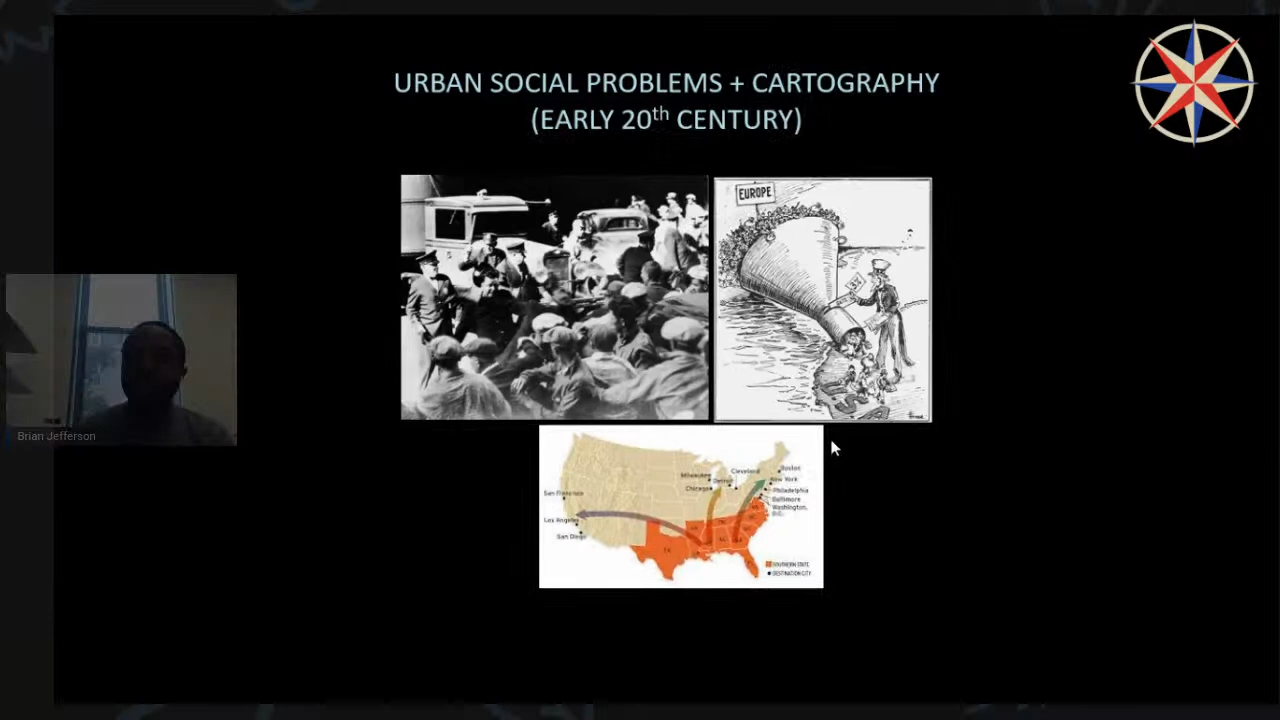 URBAN SOCIAL PROBLEMS + CARTOGRAPHY
(EARLY 20th CENTURY)
EUROPE
Brian Jefferson
Milwaukee
Cleveland
Boston
Detroit
New York
Chicago
Philadelphia
San Francisco
Baltimore
Washington,
D.C.
Los Angeles
San Diego
TX
SOUTHERN STATE
DESTINATION CITY